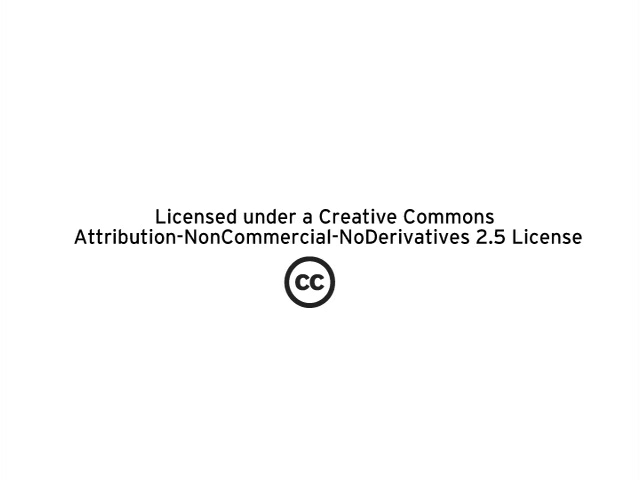 Licensed under a Creative Commons
Attribution-NonCommercial-NoDerivatives 2.5 License
cc